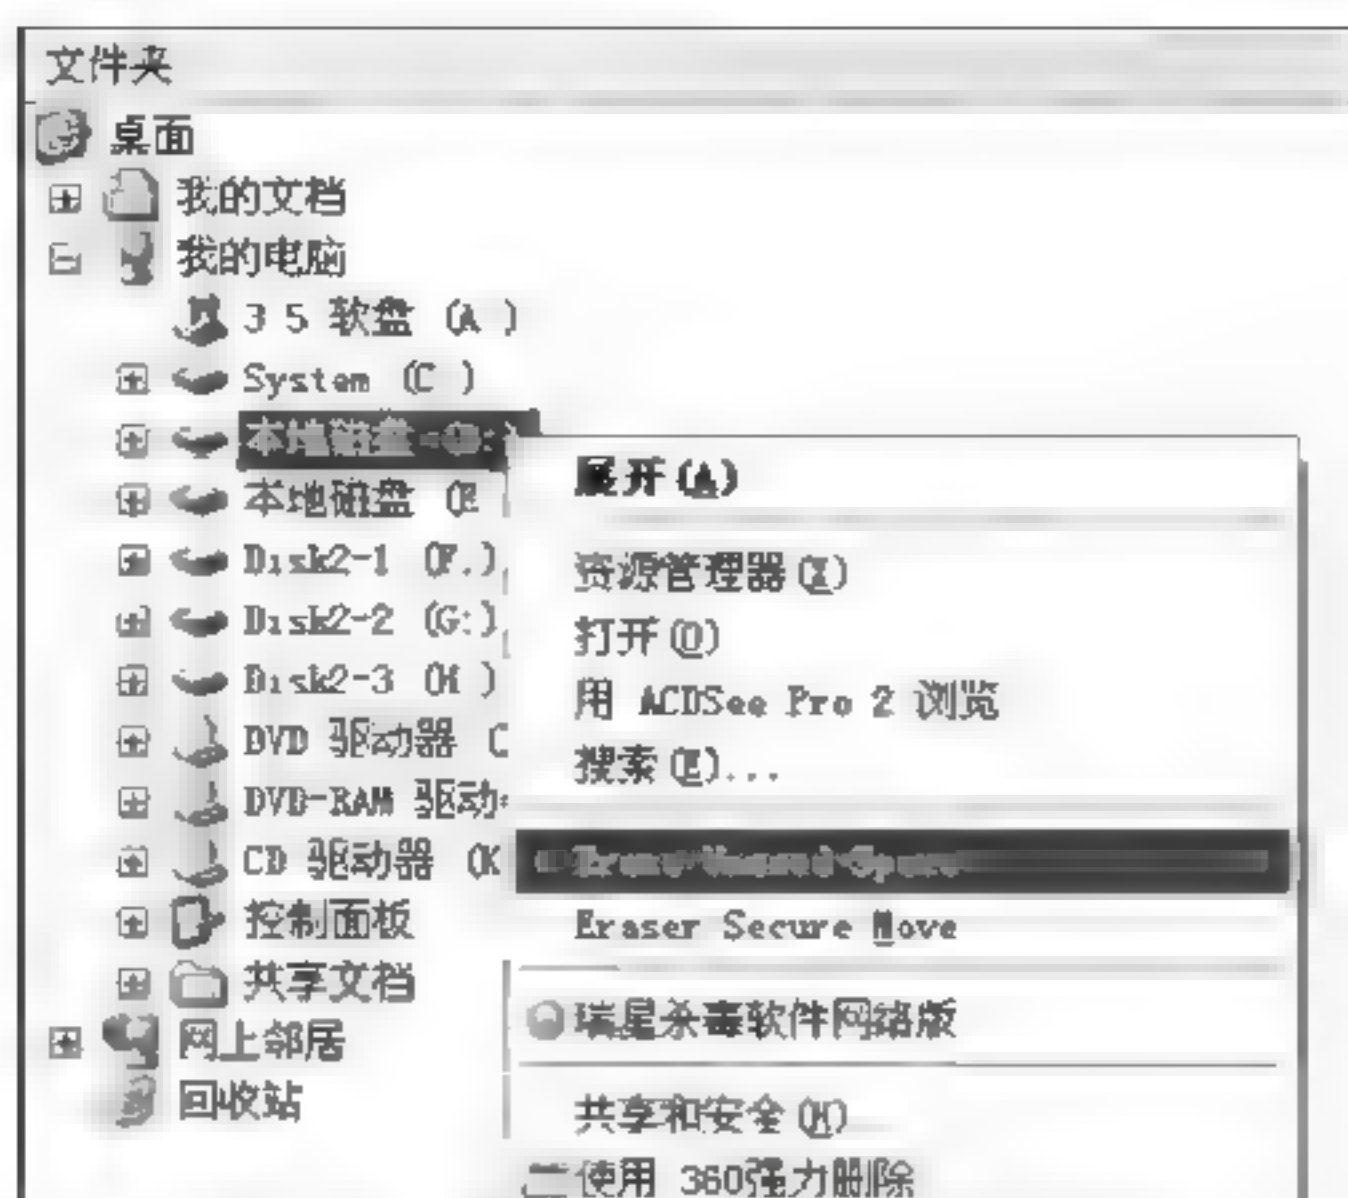 文件夹
桌面
我的文档
我的电脑
3 5 软盘 (A )
System (C )
本地磁盘 (D:)
本地磁盘 (E
Disk2-1 (F.)
Disk2-2 (G:)
Disk2-3 (H )
DVD 驱动器 (
DVD-RAM 驱动
CD 驱动器 (K
控制面板
共享文档
网上邻居
回收站
展开(A)
资源管理器(X)
打开(O)
用 ACDSee Pro 2 浏览
搜索(E)...
Erase Unused Space
Eraser Secure Move
瑞星杀毒软件网络版
共享和安全(H)
使用 360强力删除